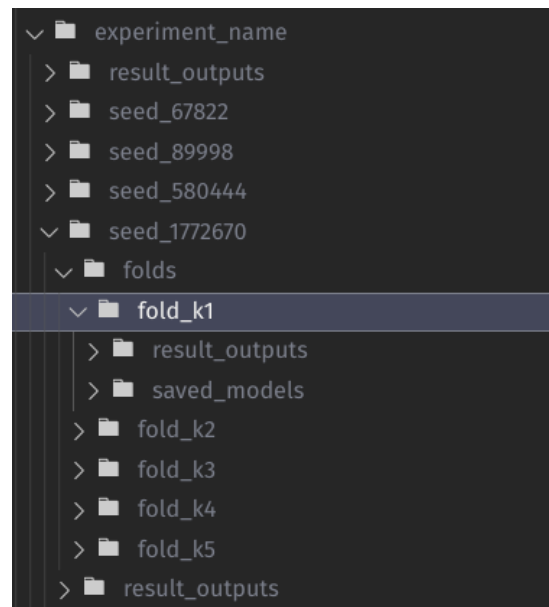 experiment_name
result_outputs
seed_67822
seed_89998
seed_580444
seed_1772670
folds
fold_k1
result_outputs
saved_models
fold_k2
fold_k3
fold_k4
fold_k5
result_outputs